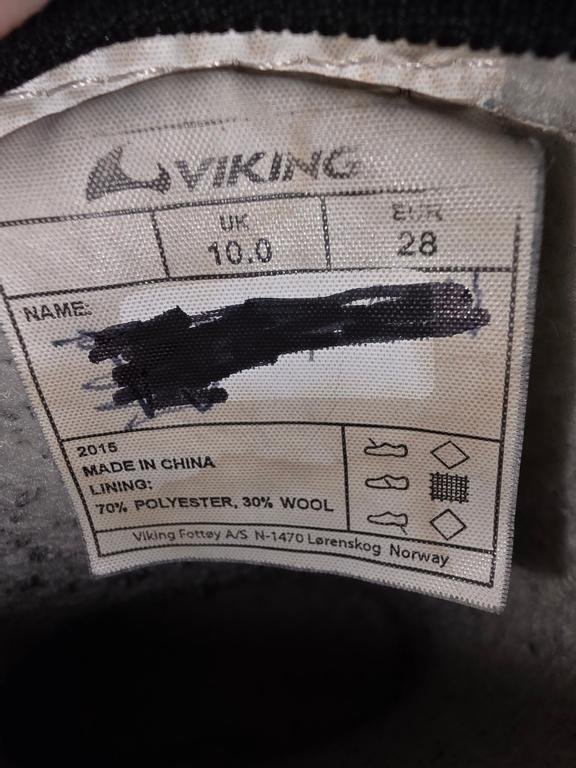 VIKING
UK EUR
10.0 28
NAME:
2015
MADE IN CHINA
LINING:
70% POLYESTER, 30% WOOL
Viking Fottøy A/S N-1470 Lørenskog Norway